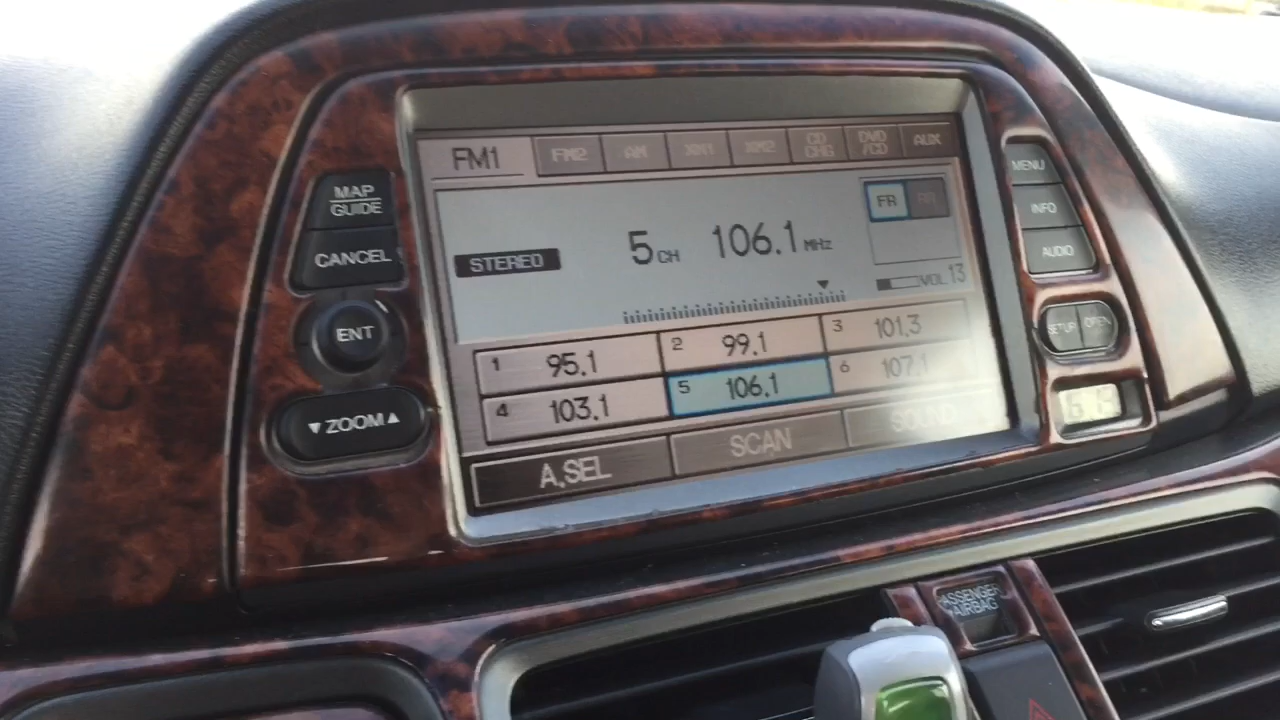 FM1 FM2 AM XM1 XM2 CD CHG DVD /CD AUX
MAP
GUIDE
CANCEL
ENT
▼ZOOM▲
STEREO
5 CH 106.1 MHz
FR RR
VOL 13
1 95.1 2 99.1 3 101.3
4 103.1 5 106.1 6 107.1
A.SEL SCAN SOUND
MENU
INFO
AUDIO
SETUP OPEN
PASSENGER
AIRBAG